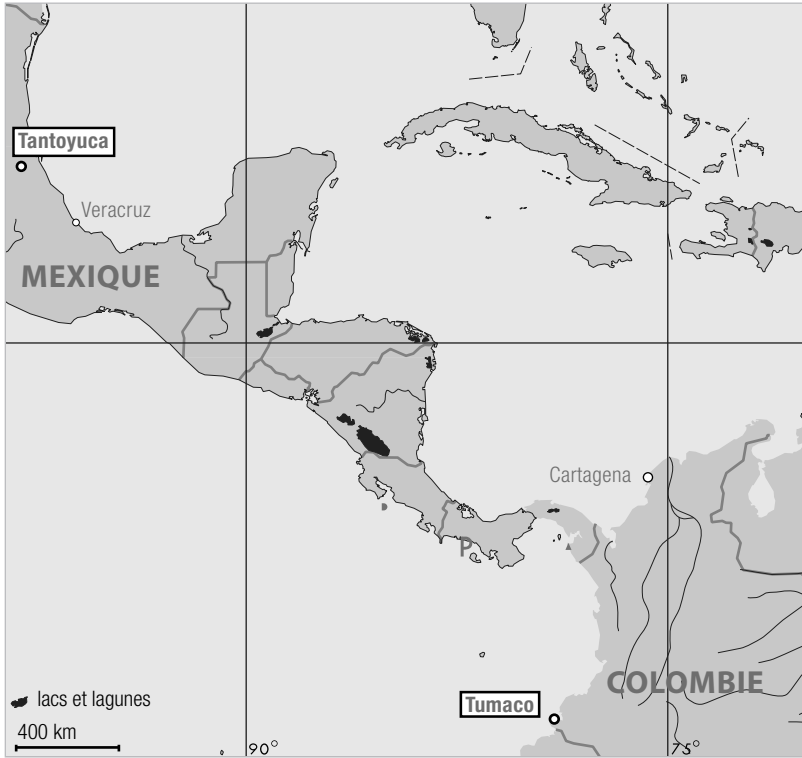 Tantoyuca
Veracruz
MEXIQUE
Cartagena
P
COLOMBIE
lacs et lagunes
Tumaco
400 km
90°
75°